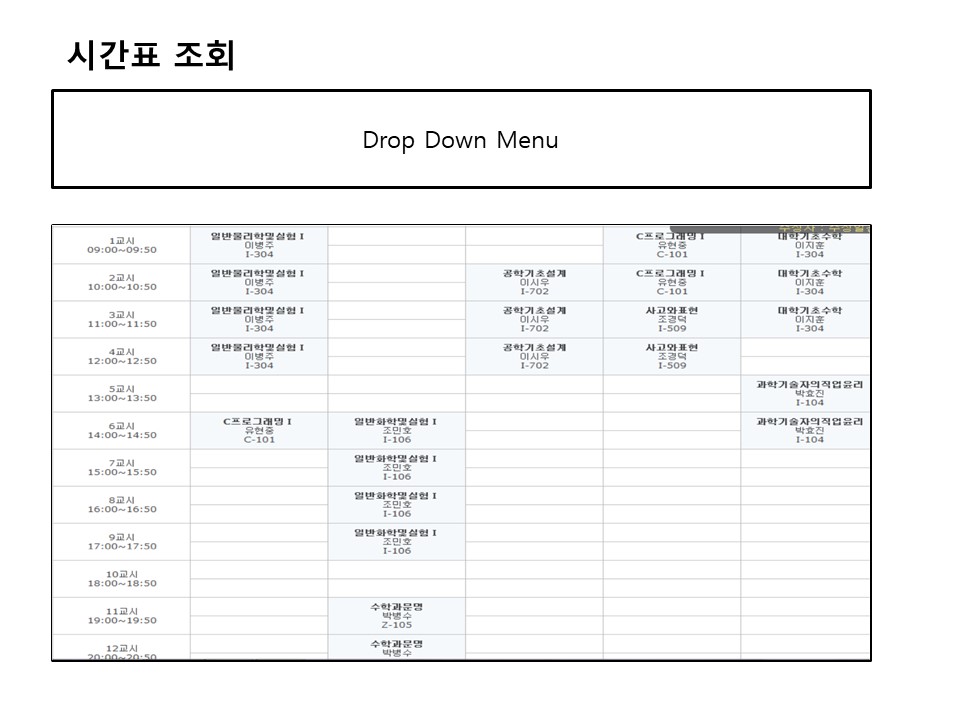 시간표 조회
Drop Down Menu
1교시
09:00~09:50
일반물리학및실험 I
이병주
I-304
C프로그래밍 I
유현중
C-101
대학기초수학
이지훈
I-304
2교시
10:00~10:50
일반물리학및실험 I
이병주
I-304
공학기초설계
이시우
I-702
C프로그래밍 I
유현중
C-101
대학기초수학
이지훈
I-304
3교시
11:00~11:50
일반물리학및실험 I
이병주
I-304
공학기초설계
이시우
I-702
사고와표현
조경덕
I-509
대학기초수학
이지훈
I-304
4교시
12:00~12:50
일반물리학및실험 I
이병주
I-304
공학기초설계
이시우
I-702
사고와표현
조경덕
I-509
5교시
13:00~13:50
과학기술자의직업윤리
박효진
I-104
6교시
14:00~14:50
C프로그래밍 I
유현중
C-101
일반화학및실험 I
조민호
I-106
과학기술자의직업윤리
박효진
I-104
7교시
15:00~15:50
일반화학및실험 I
조민호
I-106
8교시
16:00~16:50
일반화학및실험 I
조민호
I-106
9교시
17:00~17:50
일반화학및실험 I
조민호
I-106
10교시
18:00~18:50
11교시
19:00~19:50
수학과문명
박병수
Z-105
12교시
20:00~20:50
수학과문명
박병수